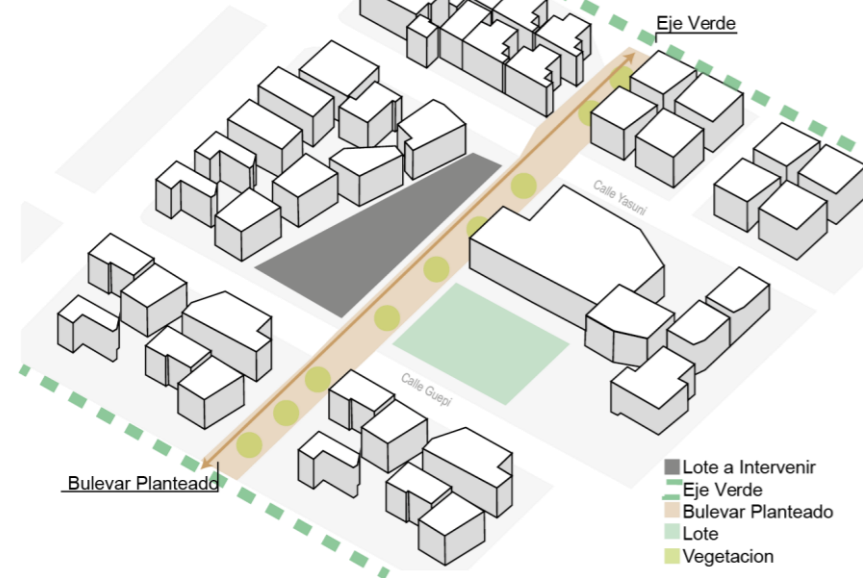 Eje Verde
Calle Yasuni
Calle Guepi
Bulevar Planteado
Lote a Intervenir
Eje Verde
Bulevar Planteado
Lote
Vegetacion